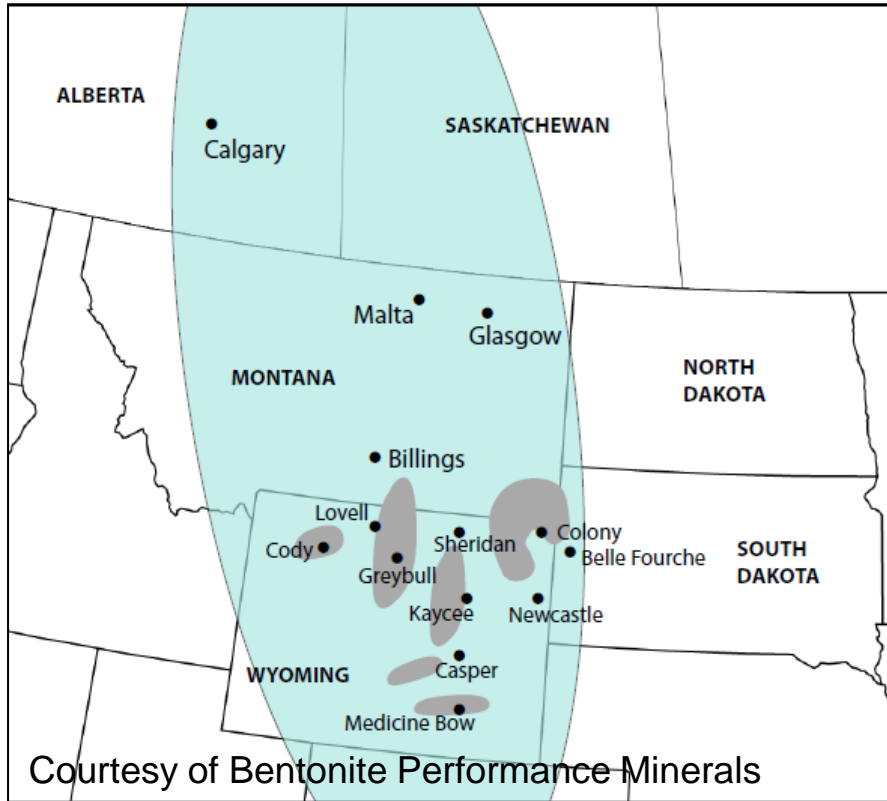 ALBERTA
SASKATCHEWAN
Calgary
Malta
Glasgow
MONTANA
NORTH
DAKOTA
Billings
Lovell
Cody
Greybull
Sheridan
Colony
Belle Fourche
SOUTH
DAKOTA
Kaycee
Newcastle
WYOMING
Casper
Medicine Bow
Courtesy of Bentonite Performance Minerals